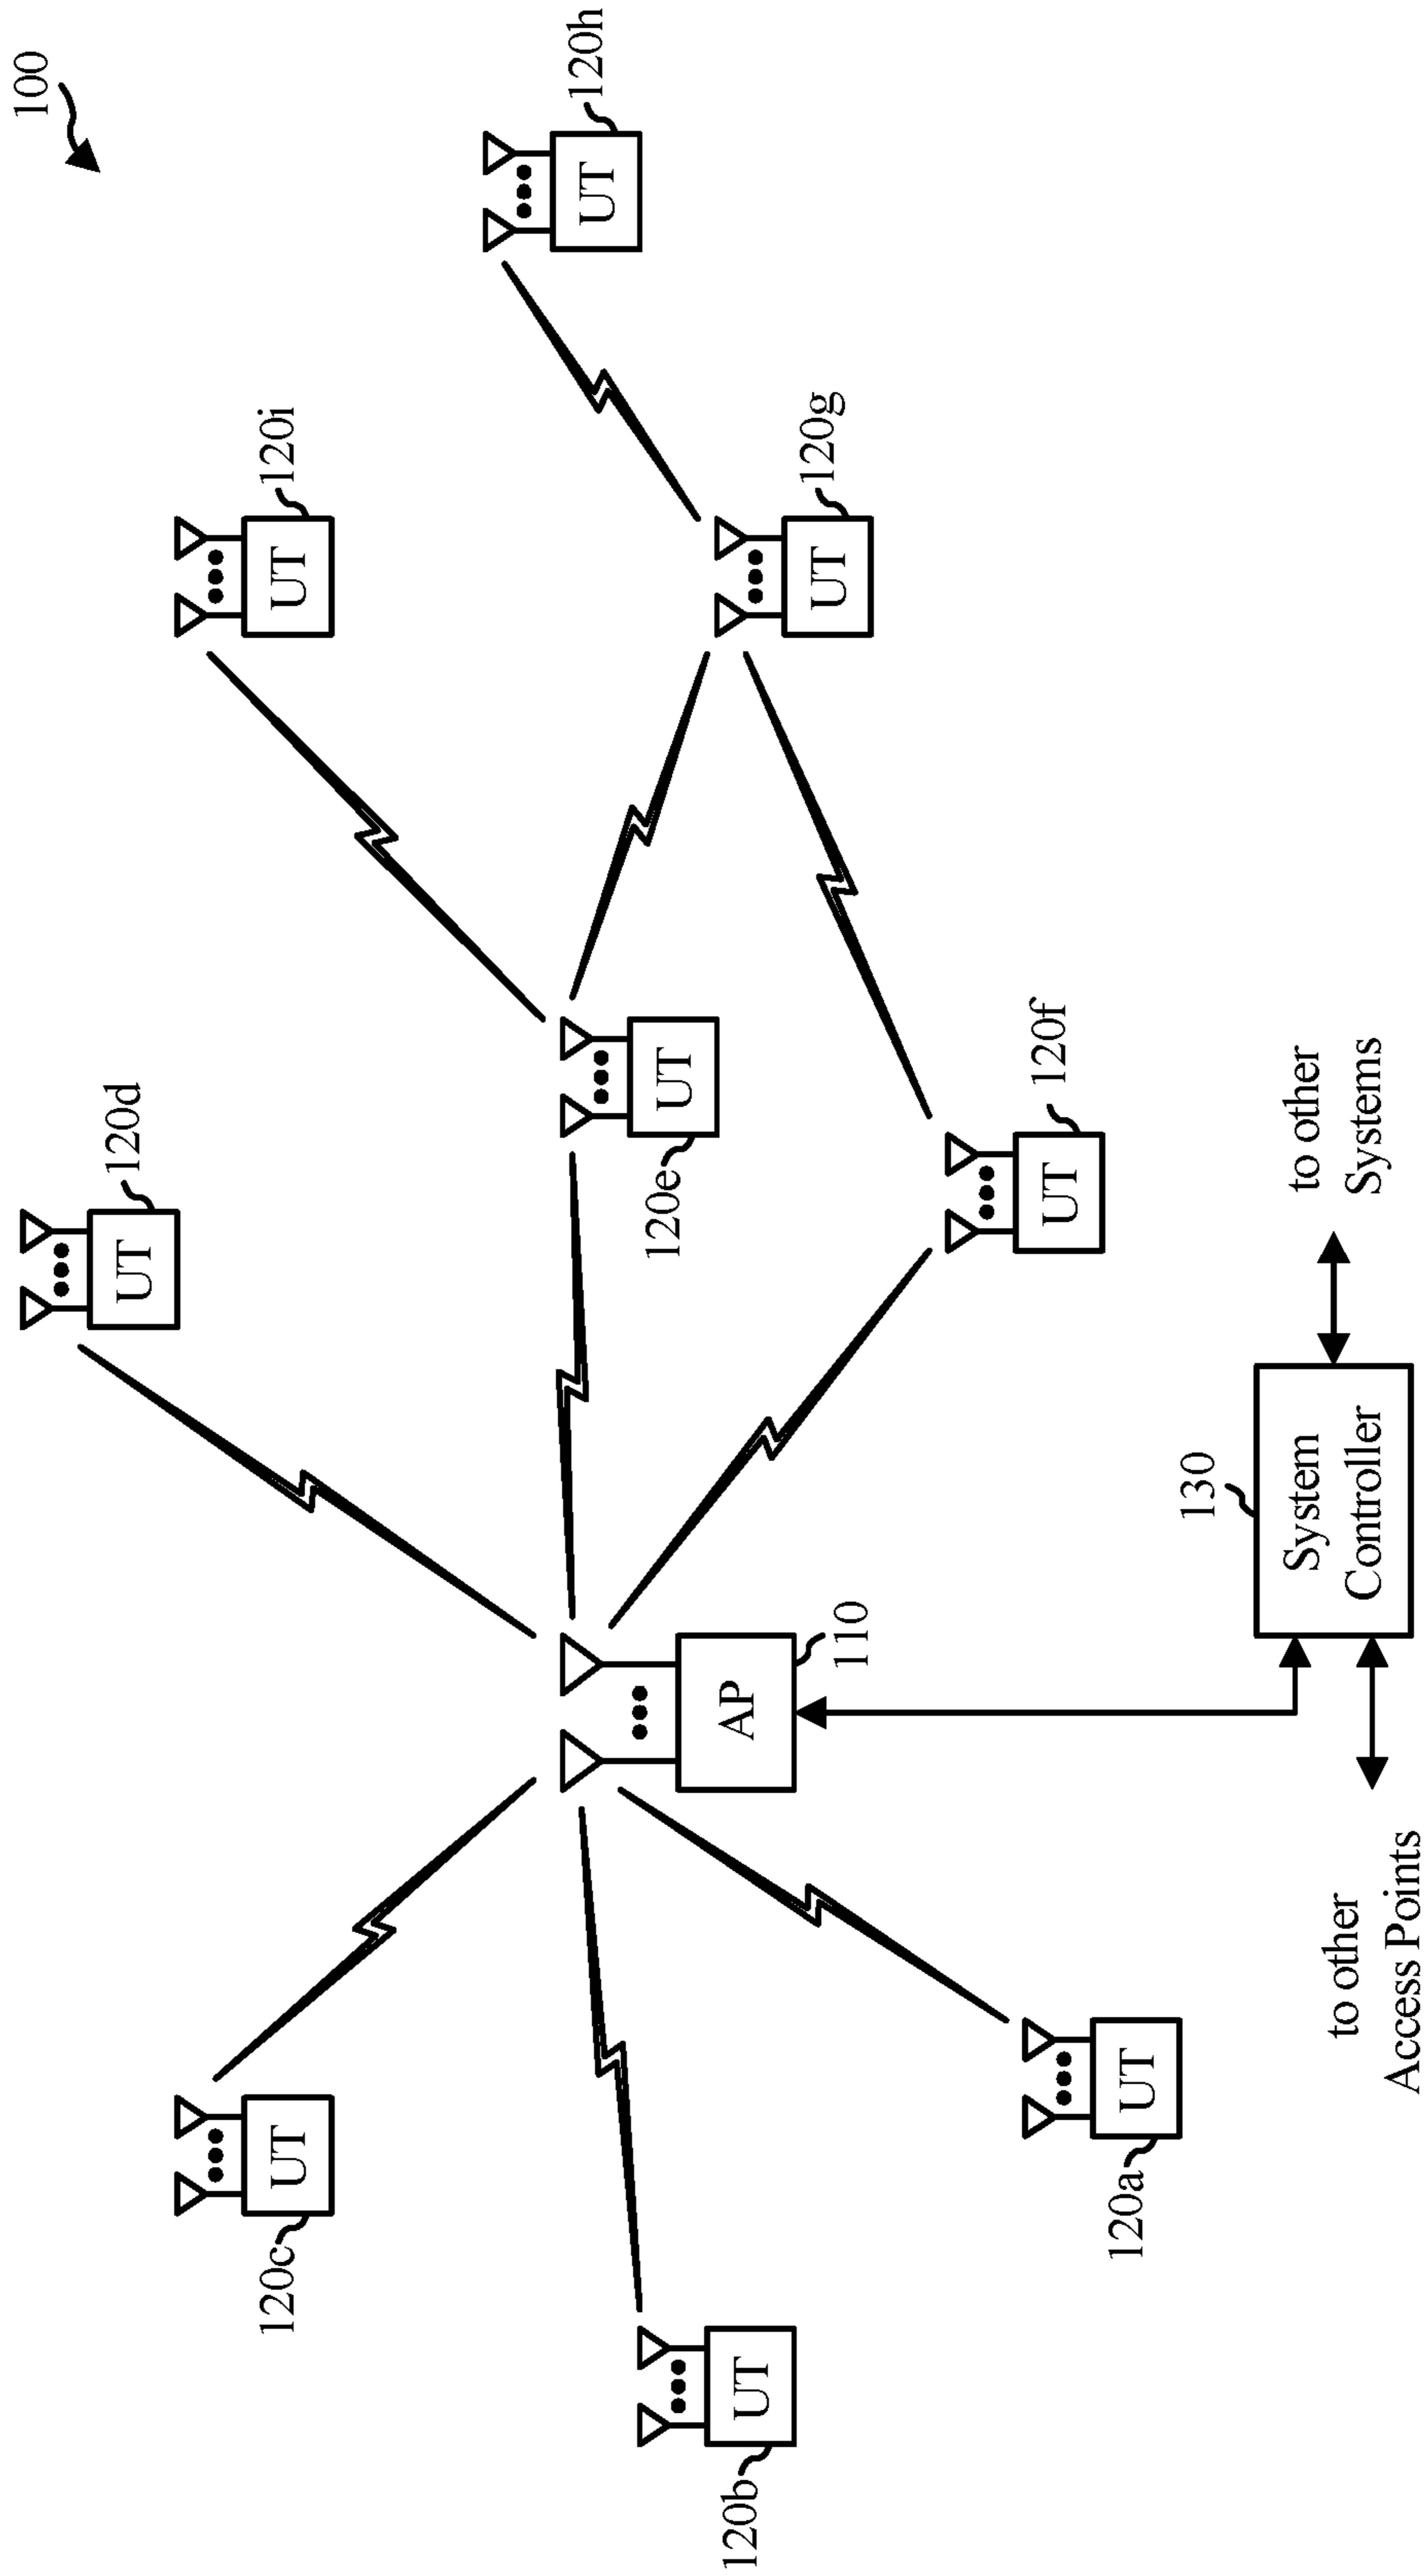 100
120d
UT
120i
UT
120c
UT
120h
UT
120e
UT
AP
110
120g
UT
120b
UT
120f
UT
120a
UT
130
System
Controller
to other
Systems
to other
Access Points